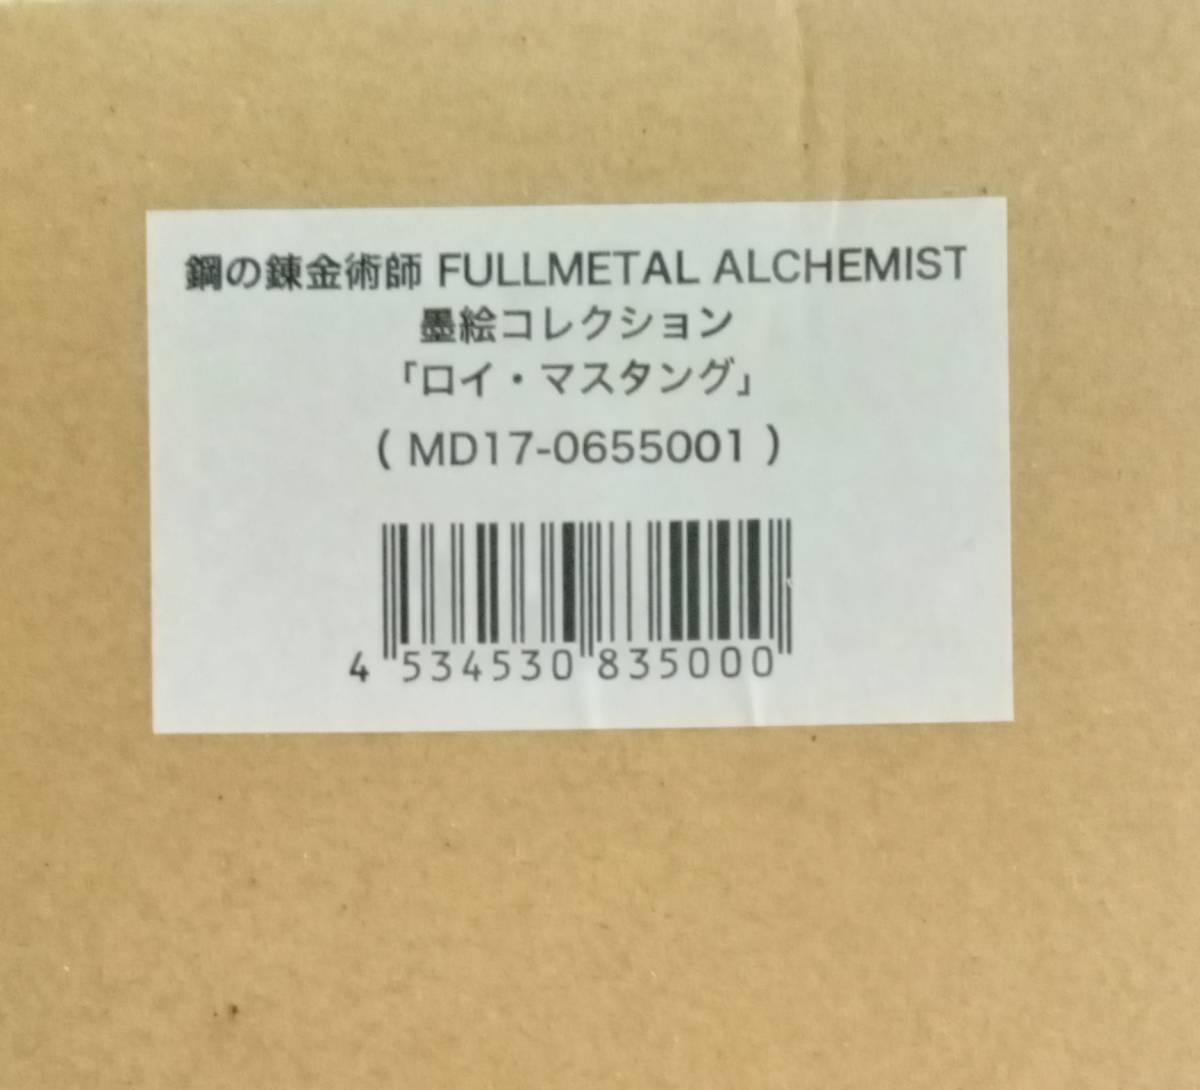 鋼の錬金術師 FULLMETAL ALCHEMIST
墨絵コレクション
「ロイ・マスタング」
( MD17-0655001 )
4 534530 835000